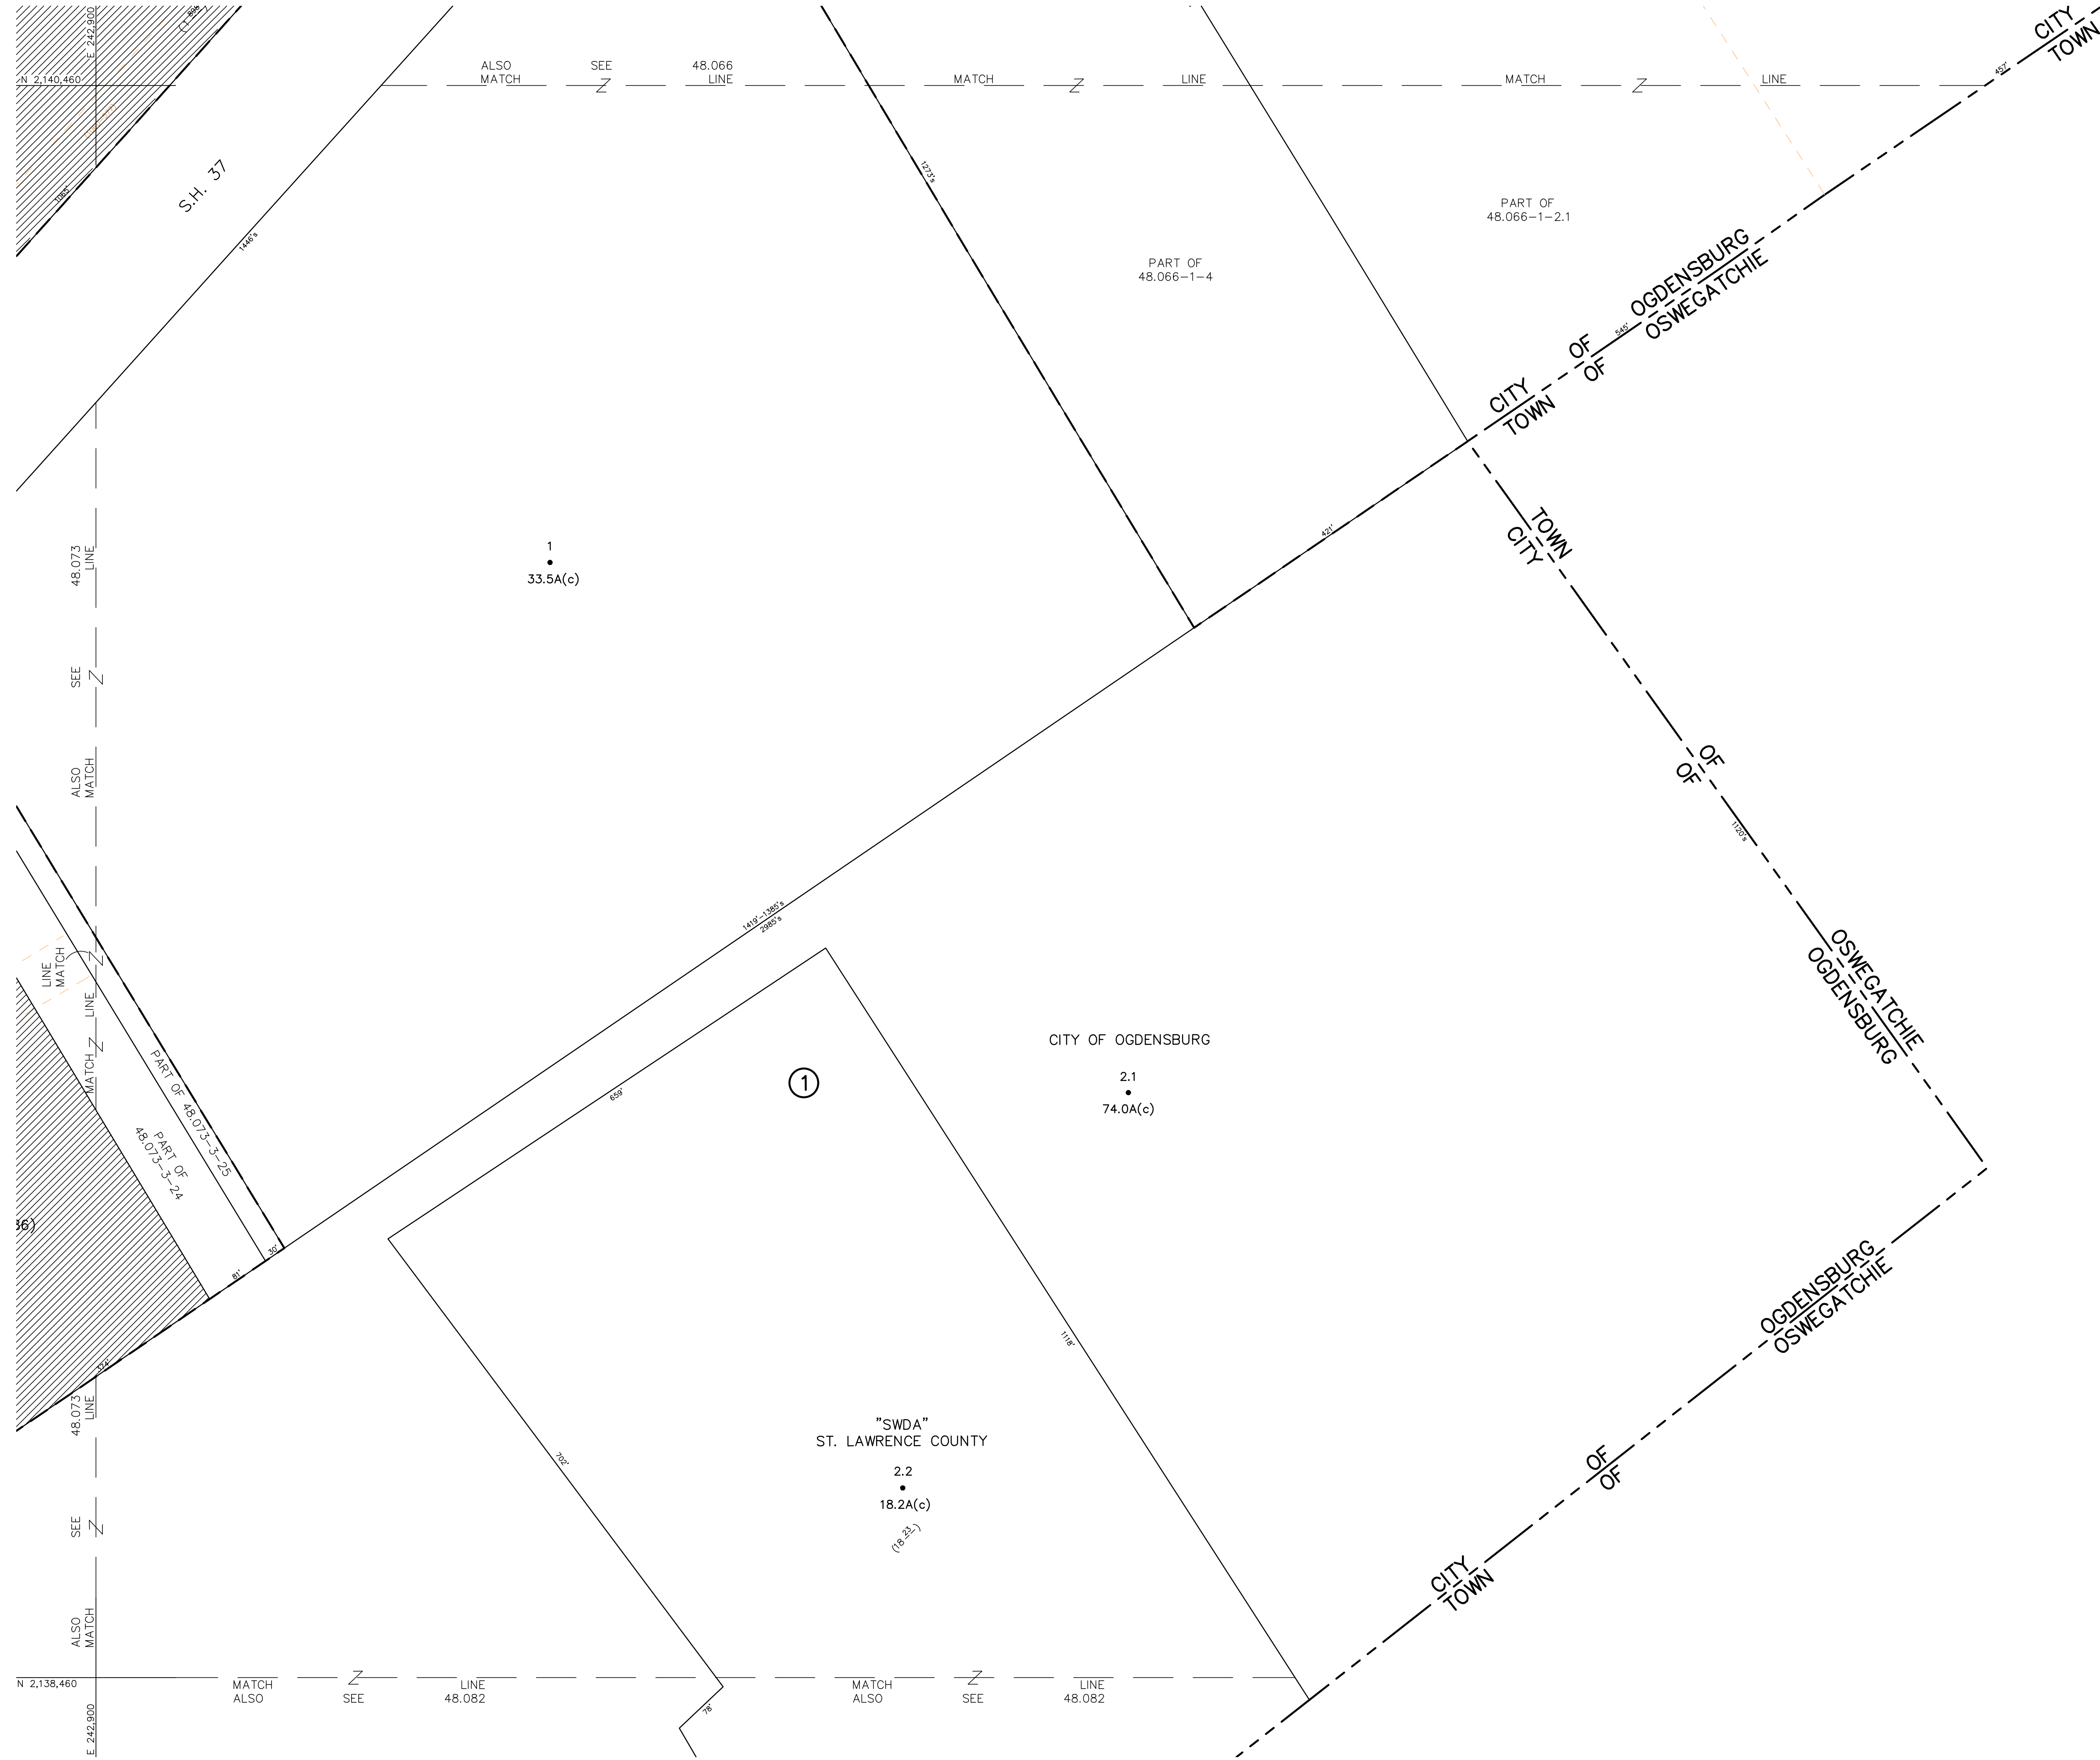 E 242,900
N 2,140,460
1065'
S.H. 37
1446's
ALSO SEE 48.066
MATCH LINE
MATCH LINE
MATCH LINE
457'
CITY
TOWN
1273's
PART OF
48.066-1-4
PART OF
48.066-1-2.1
CITY OF OGDENSBURG
TOWN OF OSWEGATCHIE
545'
421'
TOWN OF OSWEGATCHIE
CITY OF OGDENSBURG
1120's
1
33.5A(c)
ALSO SEE 48.073
MATCH LINE
1419'-1385's
2985's
LINE
MATCH
MATCH LINE
PART OF 48.073-3-25
PART OF
48.073-3-24
36)
30'
81'
374'
659'
1
CITY OF OGDENSBURG
2.1
74.0A(c)
1118'
702'
"SWDA"
ST. LAWRENCE COUNTY
2.2
18.2A(c)
(18.23)
CITY OF OGDENSBURG
TOWN OF OSWEGATCHIE
ALSO SEE 48.073
MATCH LINE
N 2,138,460
E 242,900
MATCH LINE
ALSO SEE 48.082
MATCH LINE
ALSO SEE 48.082
78'